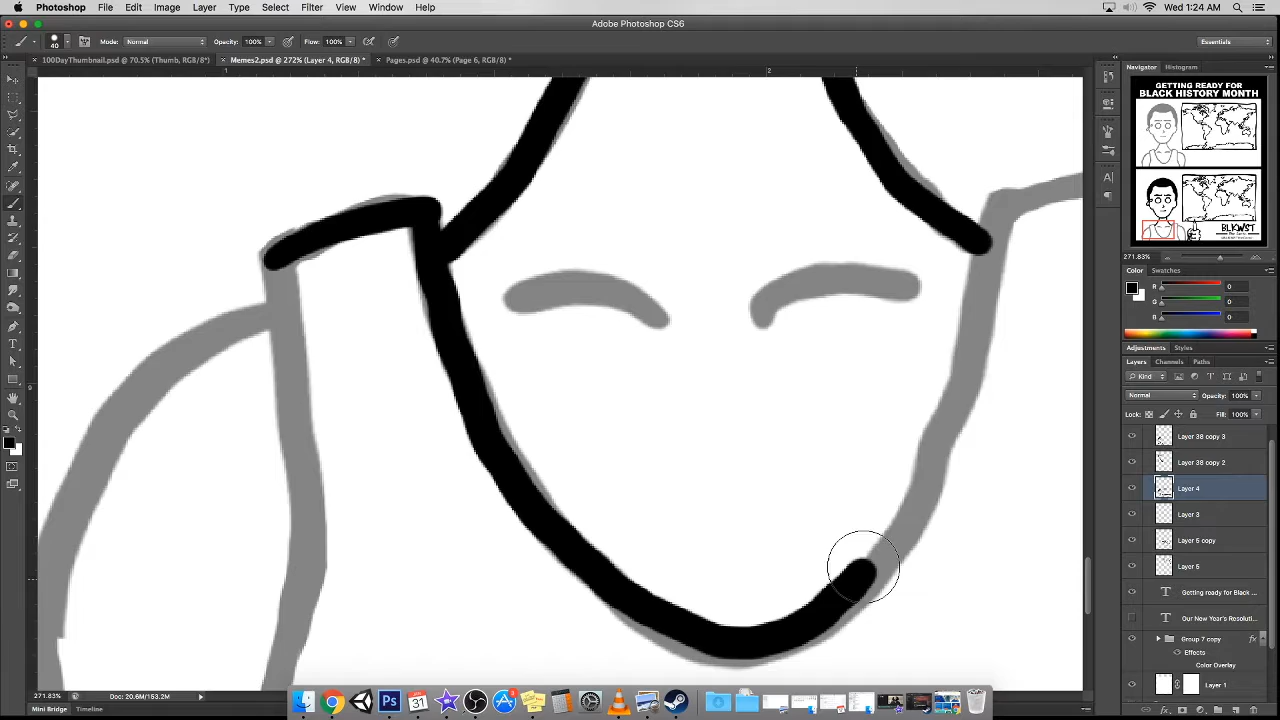 Photoshop File Edit Image Layer Type Select Filter View Window Help Wed 1:24 AM
Adobe Photoshop CS6
40 Mode: Normal Opacity: 100% Flow: 100% Essentials
100DayThumbnail.psd @ 70.5% (Thumb, RGB/8*) Memes2.psd @ 272% (Layer 4, RGB/8) * Pages.psd @ 40.7% (Page 6, RGB/8) *
1 2
Navigator Histogram
GETTING READY FOR
BLACK HISTORY MONTH
BLKWST
271.83%
Color Swatches
R 0
G 0
B 0
Adjustments Styles
Layers Channels Paths
Kind
Normal Opacity: 100%
Lock: Fill: 100%
Layer 38 copy 3
Layer 38 copy 2
Layer 4
Layer 3
Layer 5 copy
Layer 5
T Getting ready for Black ...
T Our New Year's Resoluti...
Group 7 copy fx
Effects
Color Overlay
Layer 1
271.83% Doc: 20.6M/153.2M
Mini Bridge Timeline
Ps 31